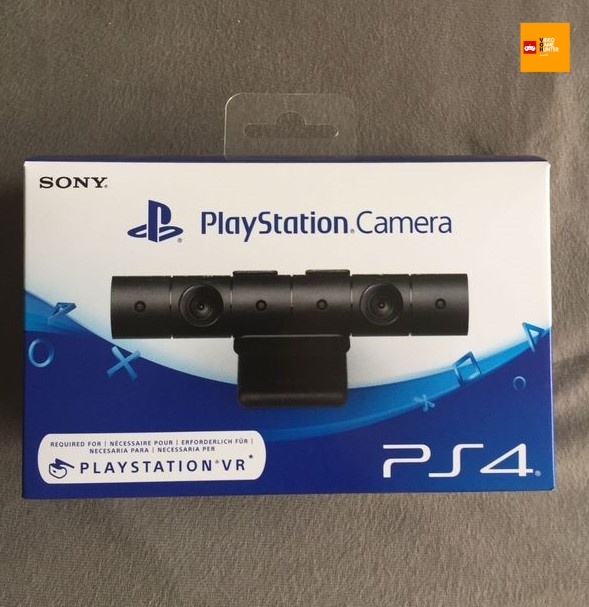 SONY®
PlayStation®Camera
REQUIRED FOR | NÉCESSAIRE POUR | ERFORDERLICH FÜR |
NECESARIA PARA | NECESSARIA PER
PLAYSTATION®VR*
PS4®